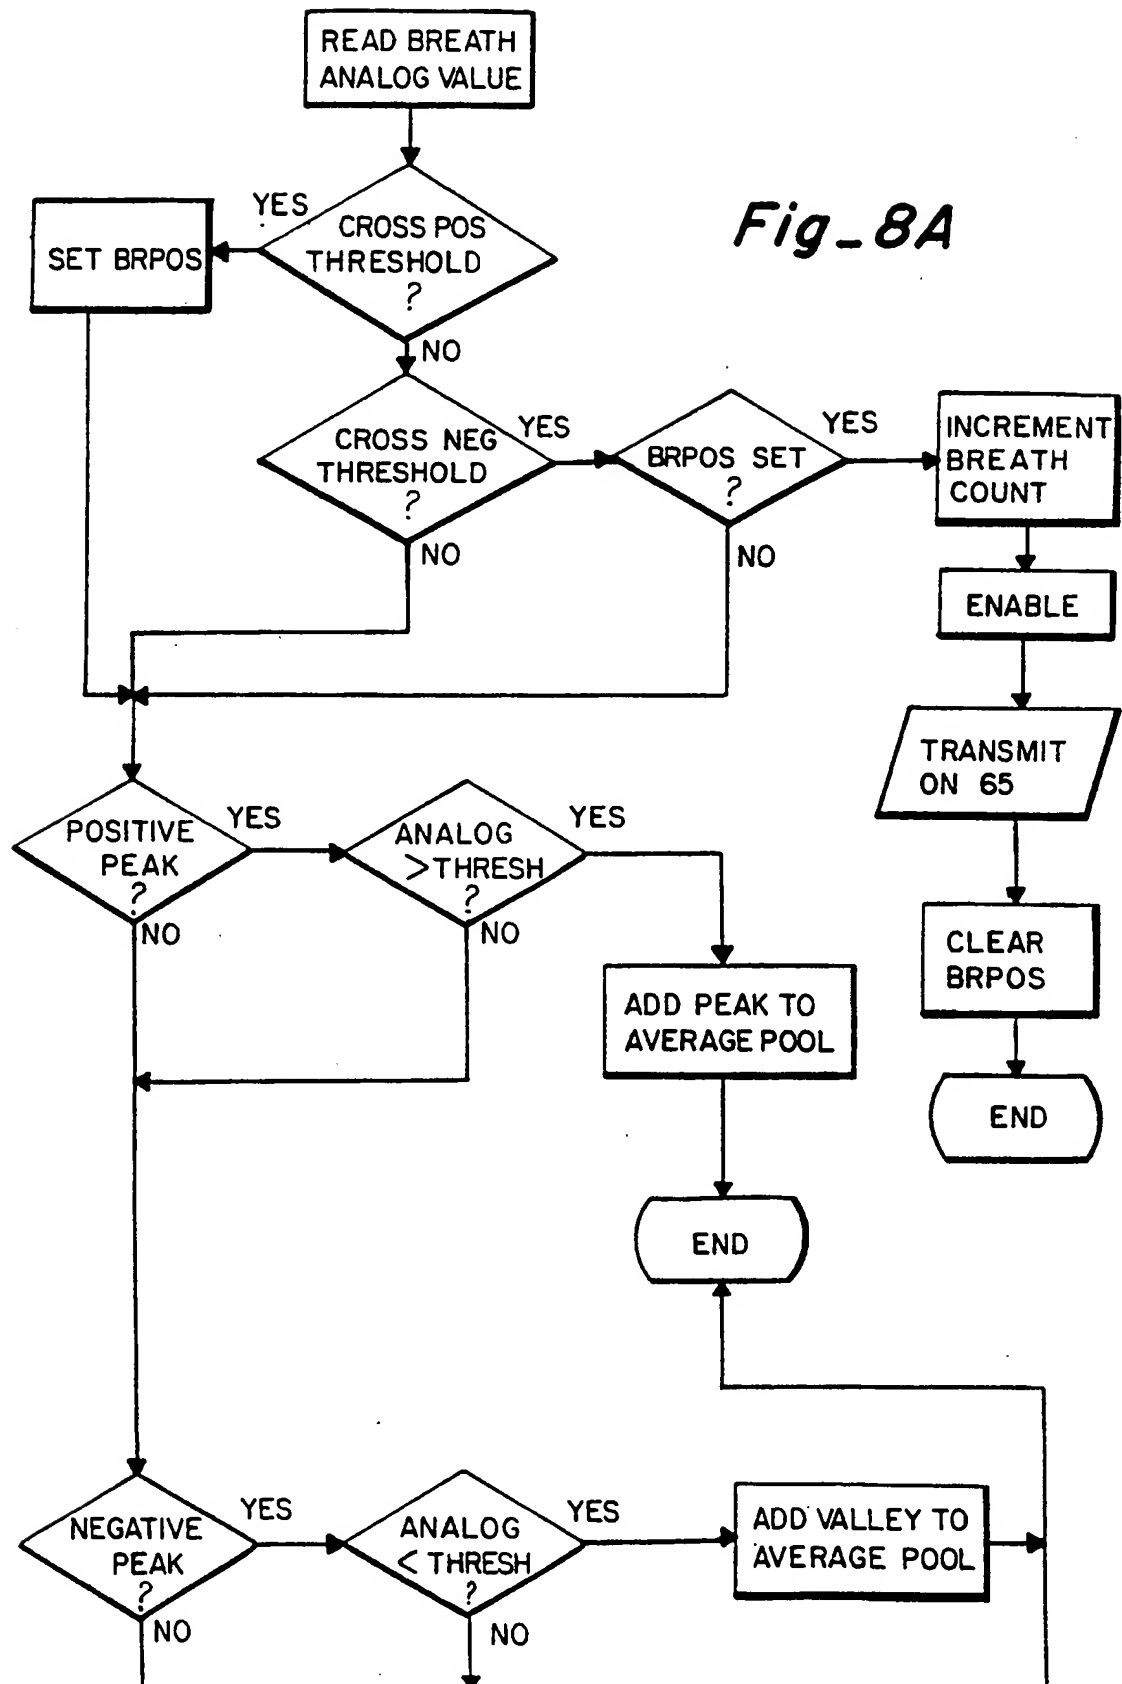 READ BREATH
ANALOG VALUE
Fig_8A
YES
CROSS POS
THRESHOLD
?
SET BRPOS
NO
CROSS NEG
THRESHOLD
?
YES
BRPOS SET
?
YES
INCREMENT
BREATH
COUNT
NO
NO
ENABLE
TRANSMIT
ON 65
POSITIVE
PEAK
?
YES
ANALOG
>THRESH
?
YES
NO
NO
CLEAR
BRPOS
ADD PEAK TO
AVERAGE POOL
END
END
NEGATIVE
PEAK
?
YES
ANALOG
< THRESH
?
YES
ADD VALLEY TO
AVERAGE POOL
NO
NO